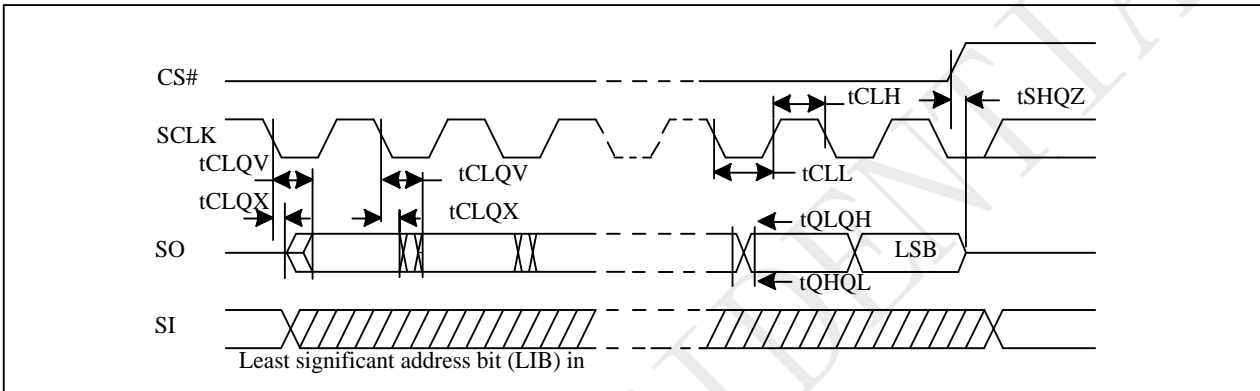 CS#
tCLH
tSHQZ
SCLK
tCLQV
tCLQV
tCLL
tCLQX
tCLQX
tQLQH
SO
LSB
tQHQL
SI
Least significant address bit (LIB) in